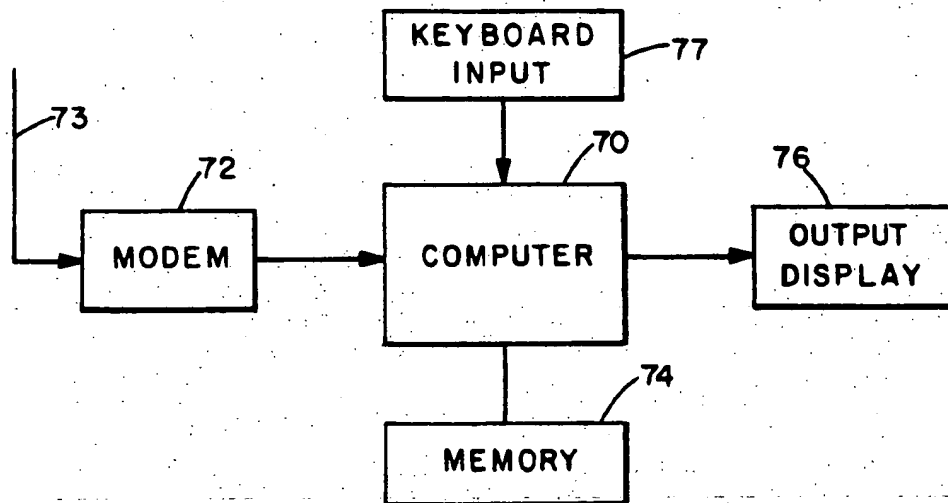 KEYBOARD
INPUT
77
73
72
70
76
MODEM
COMPUTER
OUTPUT
DISPLAY
74
MEMORY